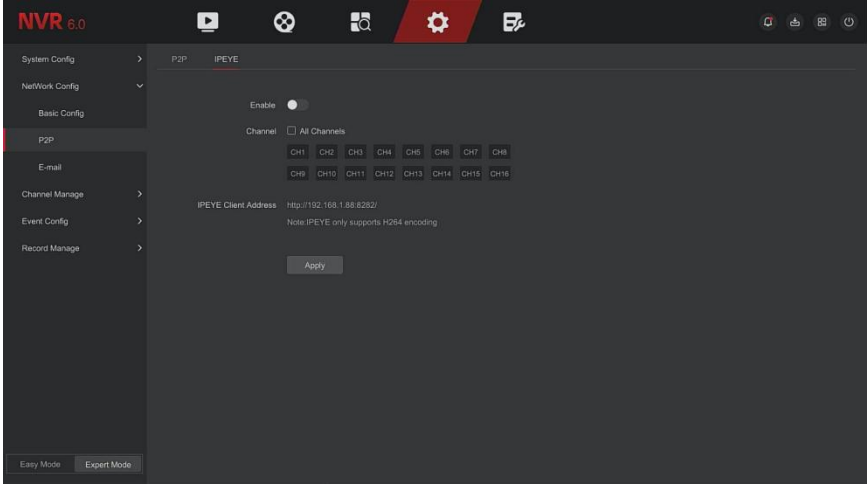 NVR 6.0
System Config
NetWork Config
Basic Config
P2P
E-mail
Channel Manage
Event Config
Record Manage
Easy Mode Expert Mode
P2P IPEYE
Enable
Channel All Channels
CH1 CH2 CH3 CH4 CH5 CH6 CH7 CH8
CH9 CH10 CH11 CH12 CH13 CH14 CH15 CH16
IPEYE Client Address http://192.168.1.88:8282/
Note:IPEYE only supports H264 encoding
Apply